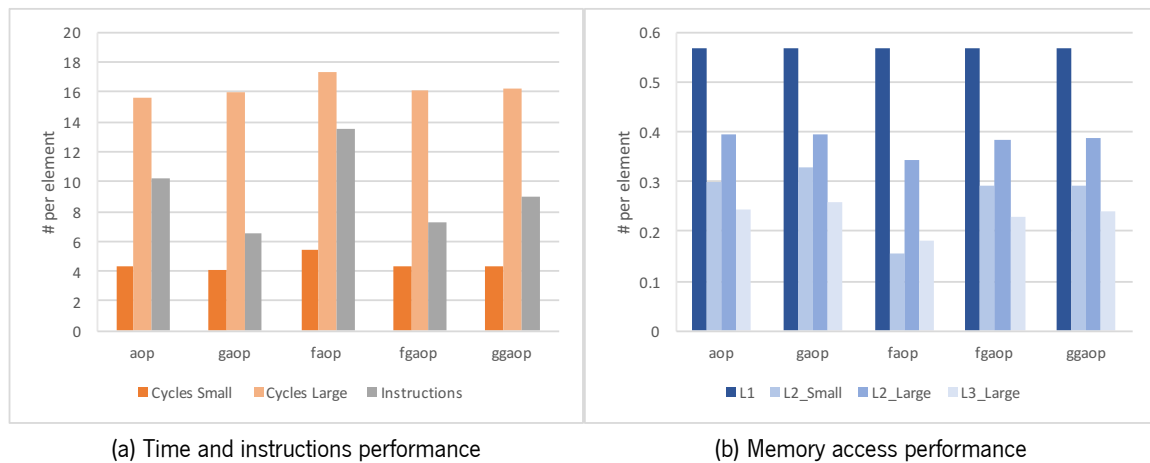 20
18
16
14
12
10
8
6
4
2
0
# per element
aop gaop faop fgaop ggaop
Cycles Small Cycles Large Instructions
(a) Time and instructions performance
0.6
0.5
0.4
0.3
0.2
0.1
0
# per element
aop gaop faop fgaop ggaop
L1 L2_Small L2_Large L3_Large
(b) Memory access performance